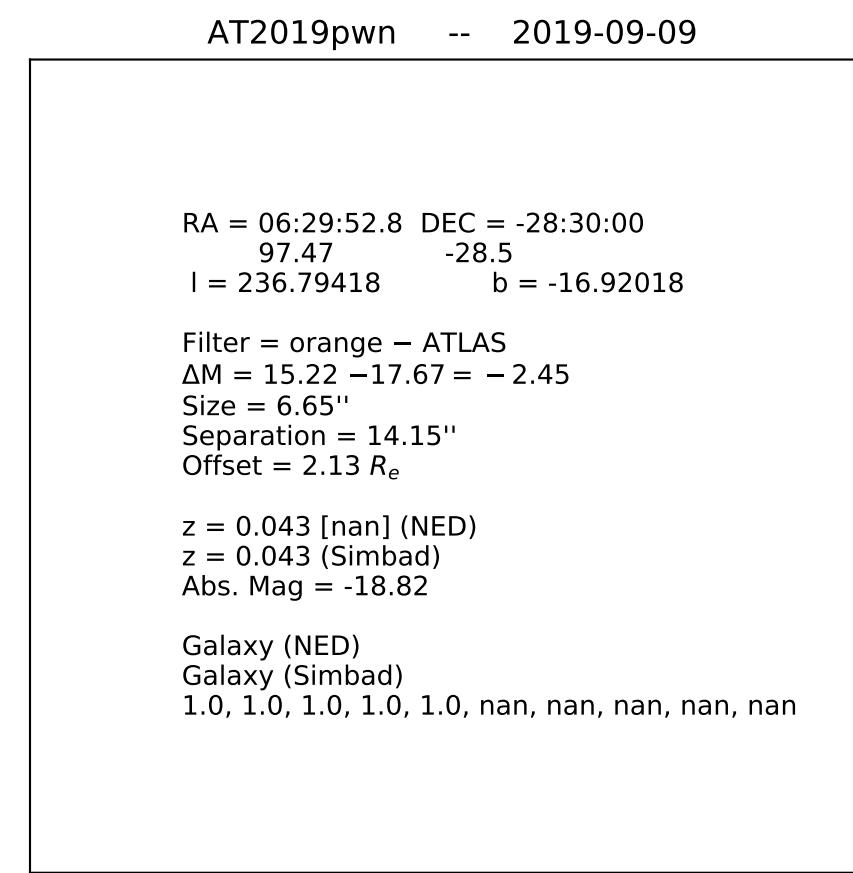 AT2019pwn -- 2019-09-09
RA = 06:29:52.8 DEC = -28:30:00
97.47 -28.5
l = 236.79418 b = -16.92018
Filter = orange − ATLAS
ΔM = 15.22 −17.67 = − 2.45
Size = 6.65''
Separation = 14.15''
Offset = 2.13 Rₑ
z = 0.043 [nan] (NED)
z = 0.043 (Simbad)
Abs. Mag = -18.82
Galaxy (NED)
Galaxy (Simbad)
1.0, 1.0, 1.0, 1.0, 1.0, nan, nan, nan, nan, nan